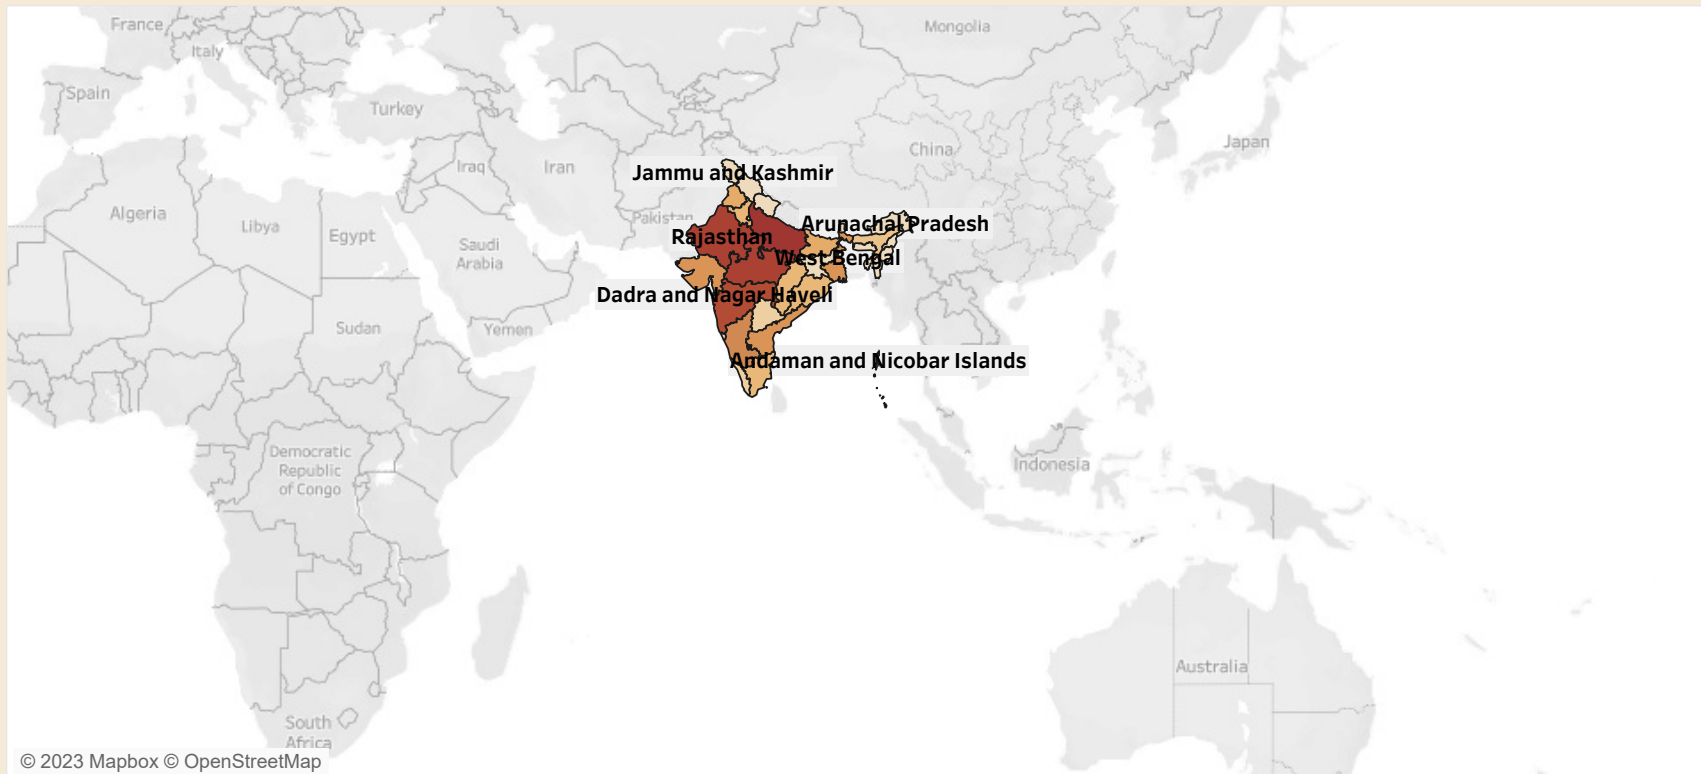 France
Mongolia
Italy
Spain
Turkey
Japan
China
Iraq
Iran
Jammu and Kashmir
Algeria
Libya
Pakistan
Arunachal Pradesh
Egypt
Rajasthan
Saudi
Arabia
West Bengal
Dadra and Nagar Haveli
Sudan
Yemen
Andaman and Nicobar Islands
Democratic
Republic
of Congo
Indonesia
Australia
South
Africa
© 2023 Mapbox © OpenStreetMap